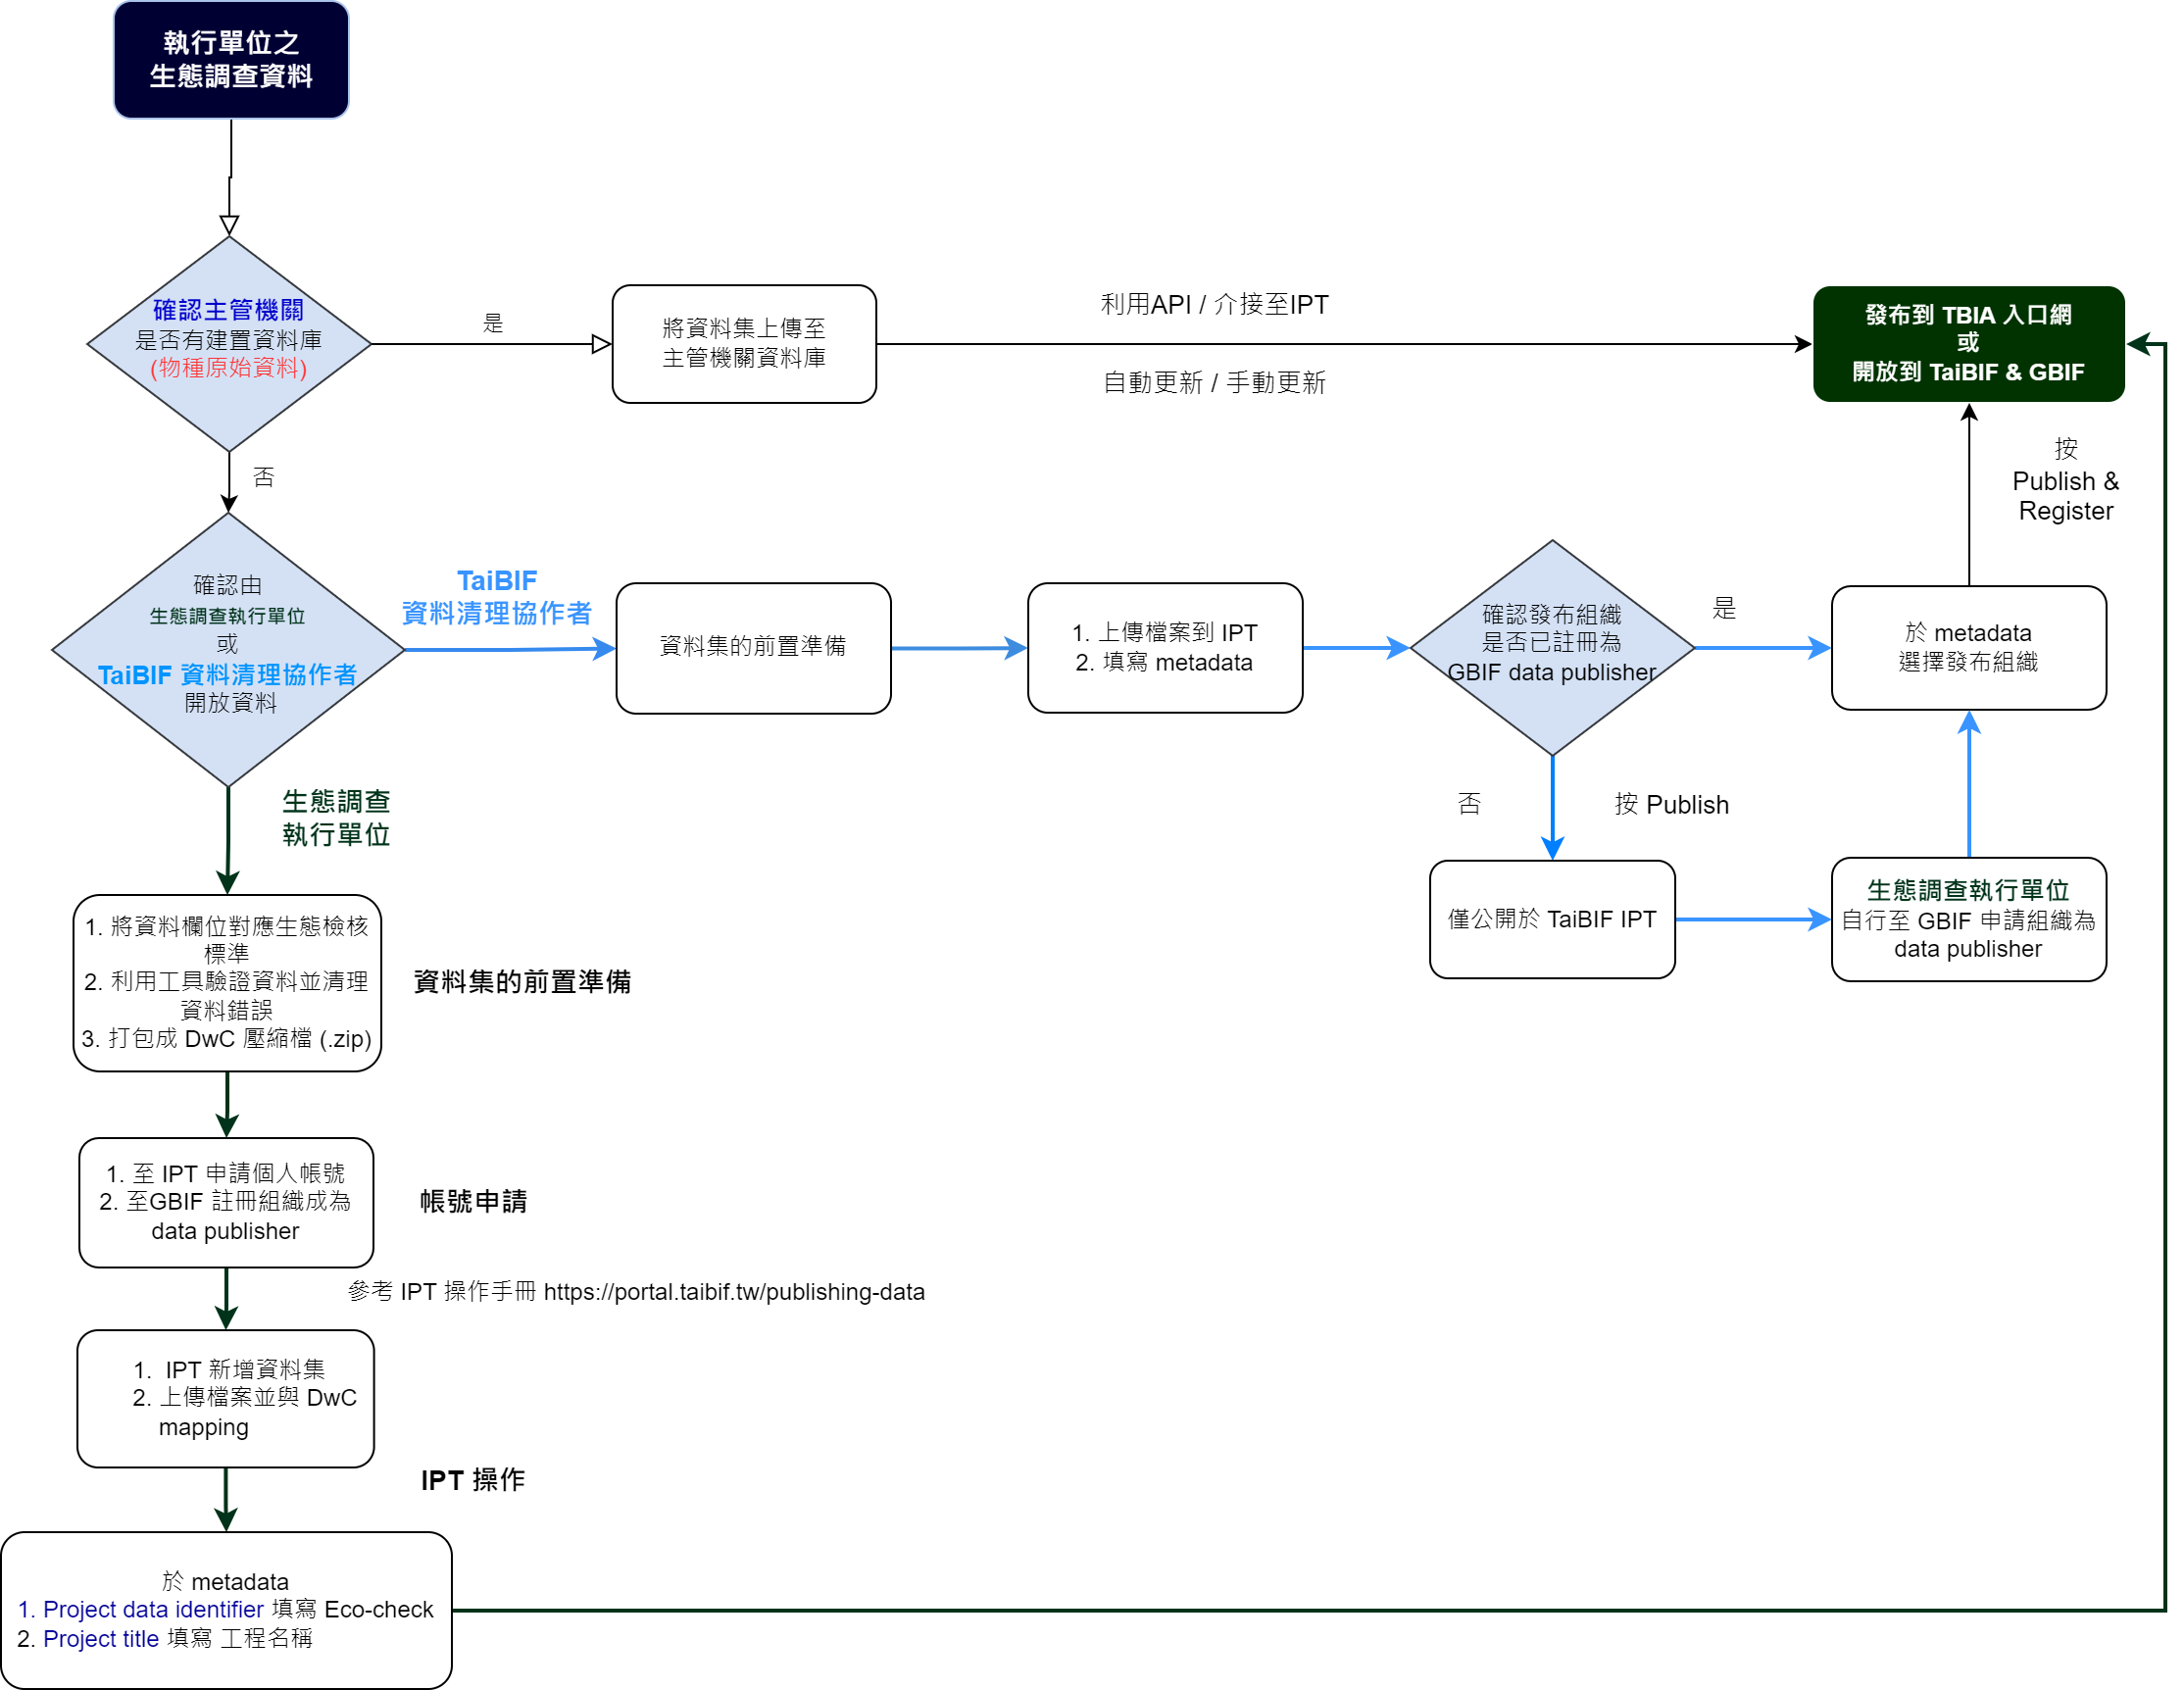 執行單位之
生態調查資料
確認主管機關
是否有建置資料庫
(物種原始資料)
是
將資料集上傳至
主管機關資料庫
利用API / 介接至IPT
自動更新 / 手動更新
發布到 TBIA 入口網
或
開放到 TaiBIF & GBIF
否
按
Publish &
Register
確認由
生態調查執行單位
或
TaiBIF 資料清理協作者
開放資料
TaiBIF
資料清理協作者
資料集的前置準備
1. 上傳檔案到 IPT
2. 填寫 metadata
確認發布組織
是否已註冊為
GBIF data publisher
是
於 metadata
選擇發布組織
否
按 Publish
僅公開於 TaiBIF IPT
生態調查執行單位
自行至 GBIF 申請組織為
data publisher
生態調查
執行單位
1. 將資料欄位對應生態檢核
標準
2. 利用工具驗證資料並清理
資料錯誤
3. 打包成 DwC 壓縮檔 (.zip)
資料集的前置準備
1. 至 IPT 申請個人帳號
2. 至GBIF 註冊組織成為
data publisher
帳號申請
參考 IPT 操作手冊 https://portal.taibif.tw/publishing-data
1. IPT 新增資料集
2. 上傳檔案並與 DwC
mapping
IPT 操作
於 metadata
1. Project data identifier 填寫 Eco-check
2. Project title 填寫 工程名稱